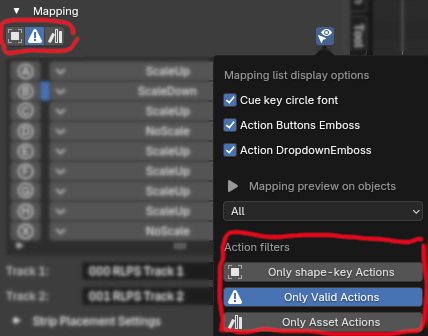 Mapping
Tool
A ScaleUp
B ScaleDown
C ScaleUp
D NoScale
E ScaleUp
F ScaleUp
G ScaleUp
H ScaleUp
X NoScale
Track 1: 000 RLPS Track 1
Track 2: 001 RLPS Track 2
Strip Placement Settings
Mapping list display options
Cue key circle font
Action Buttons Emboss
Action DropdownEmboss
Mapping preview on objects
All
Action filters
Only shape-key Actions
Only Valid Actions
Only Asset Actions